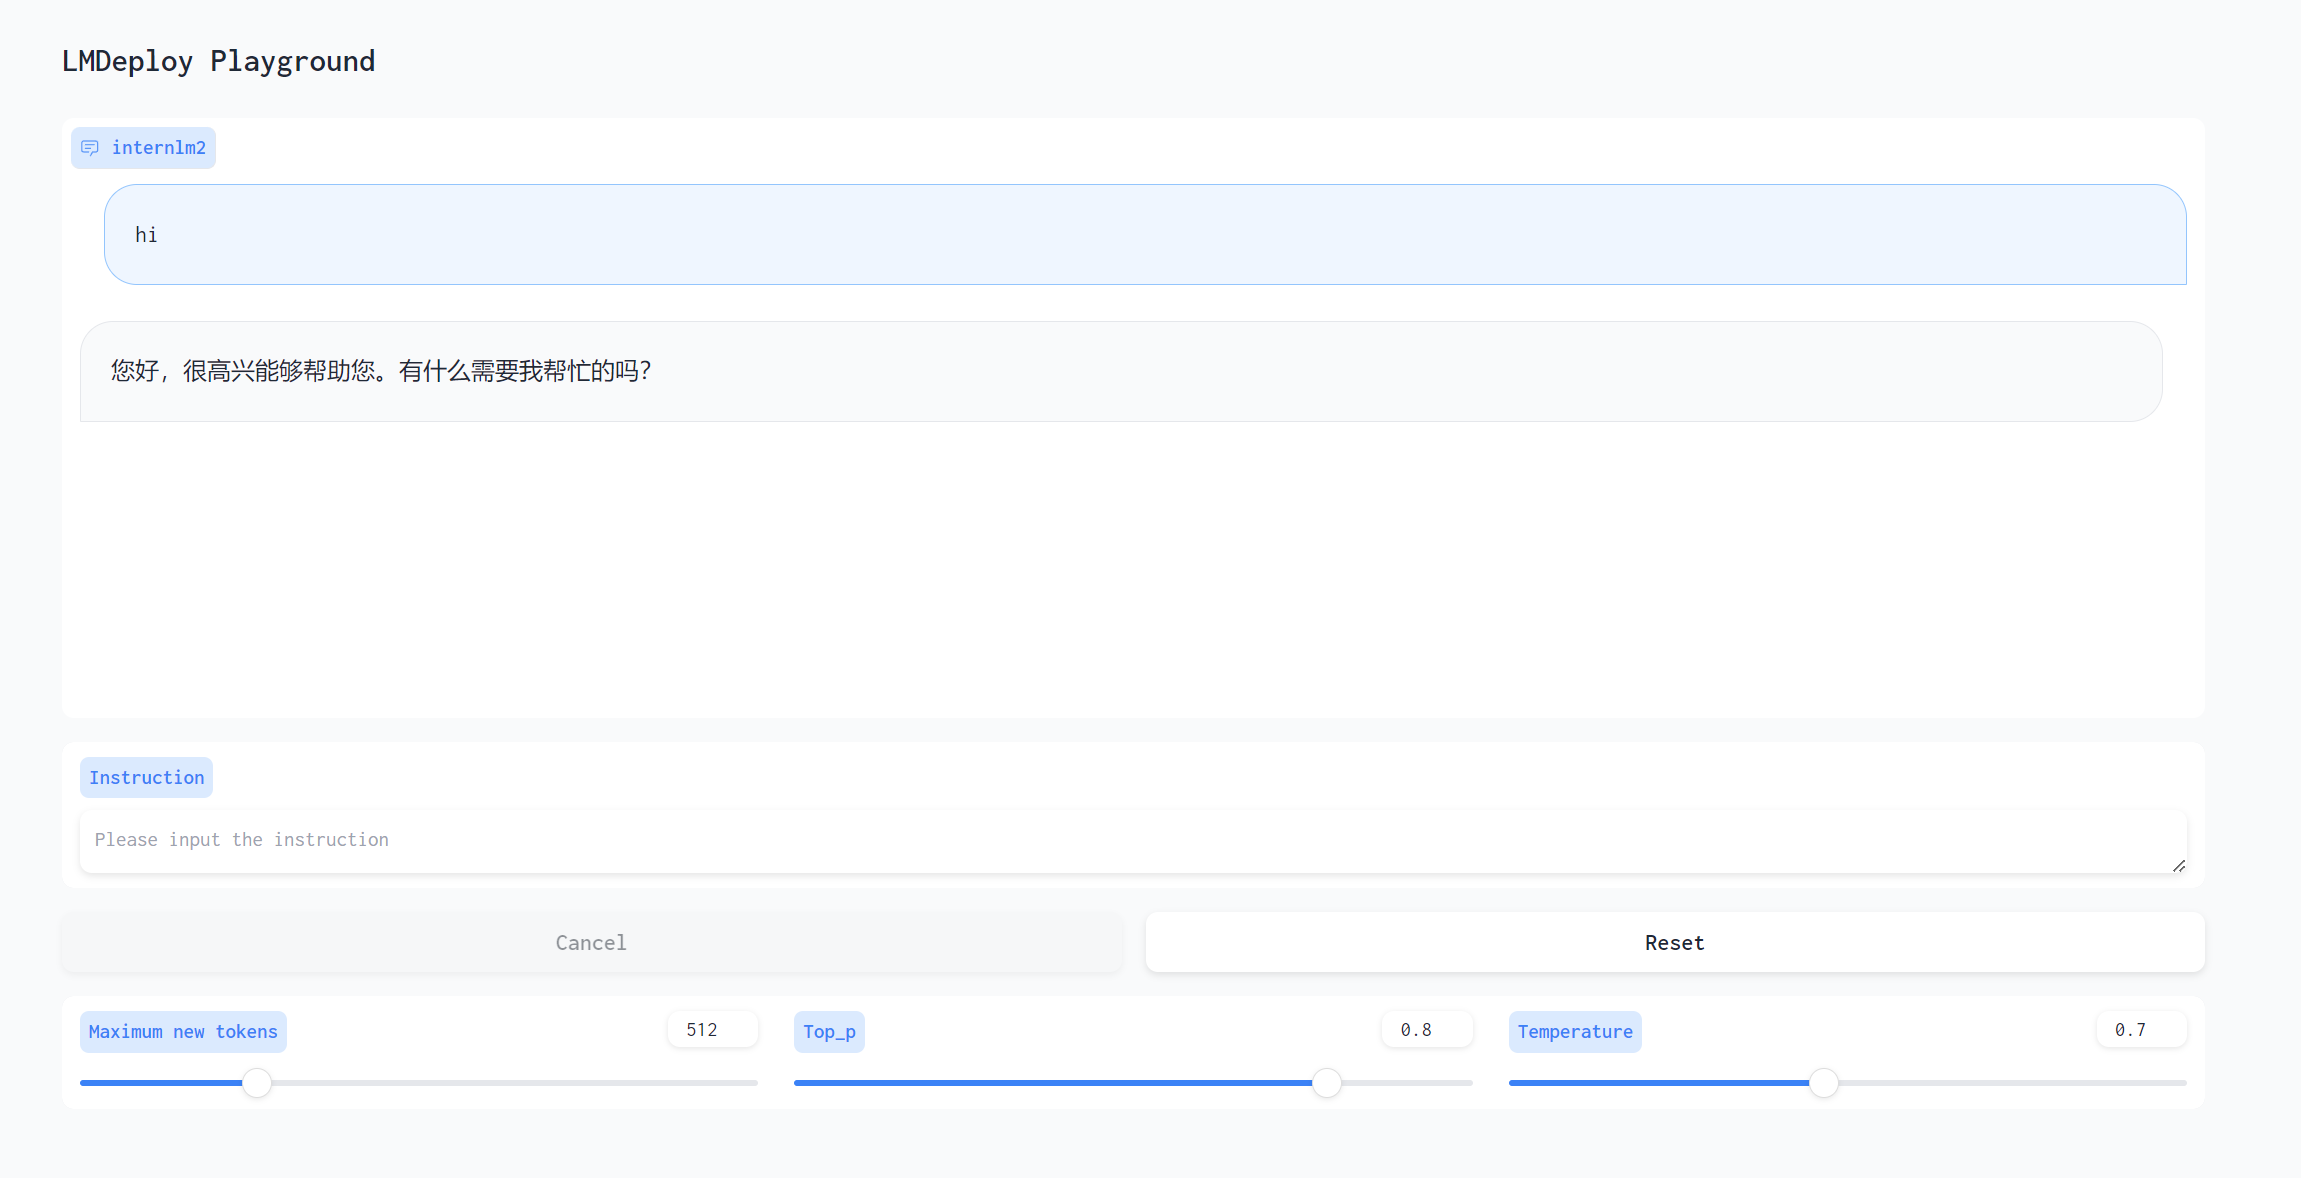 LMDeploy Playground
internlm2
hi
您好，很高兴能够帮助您。有什么需要我帮忙的吗？
Instruction
Please input the instruction
Cancel
Reset
Maximum new tokens
512
Top_p
0.8
Temperature
0.7